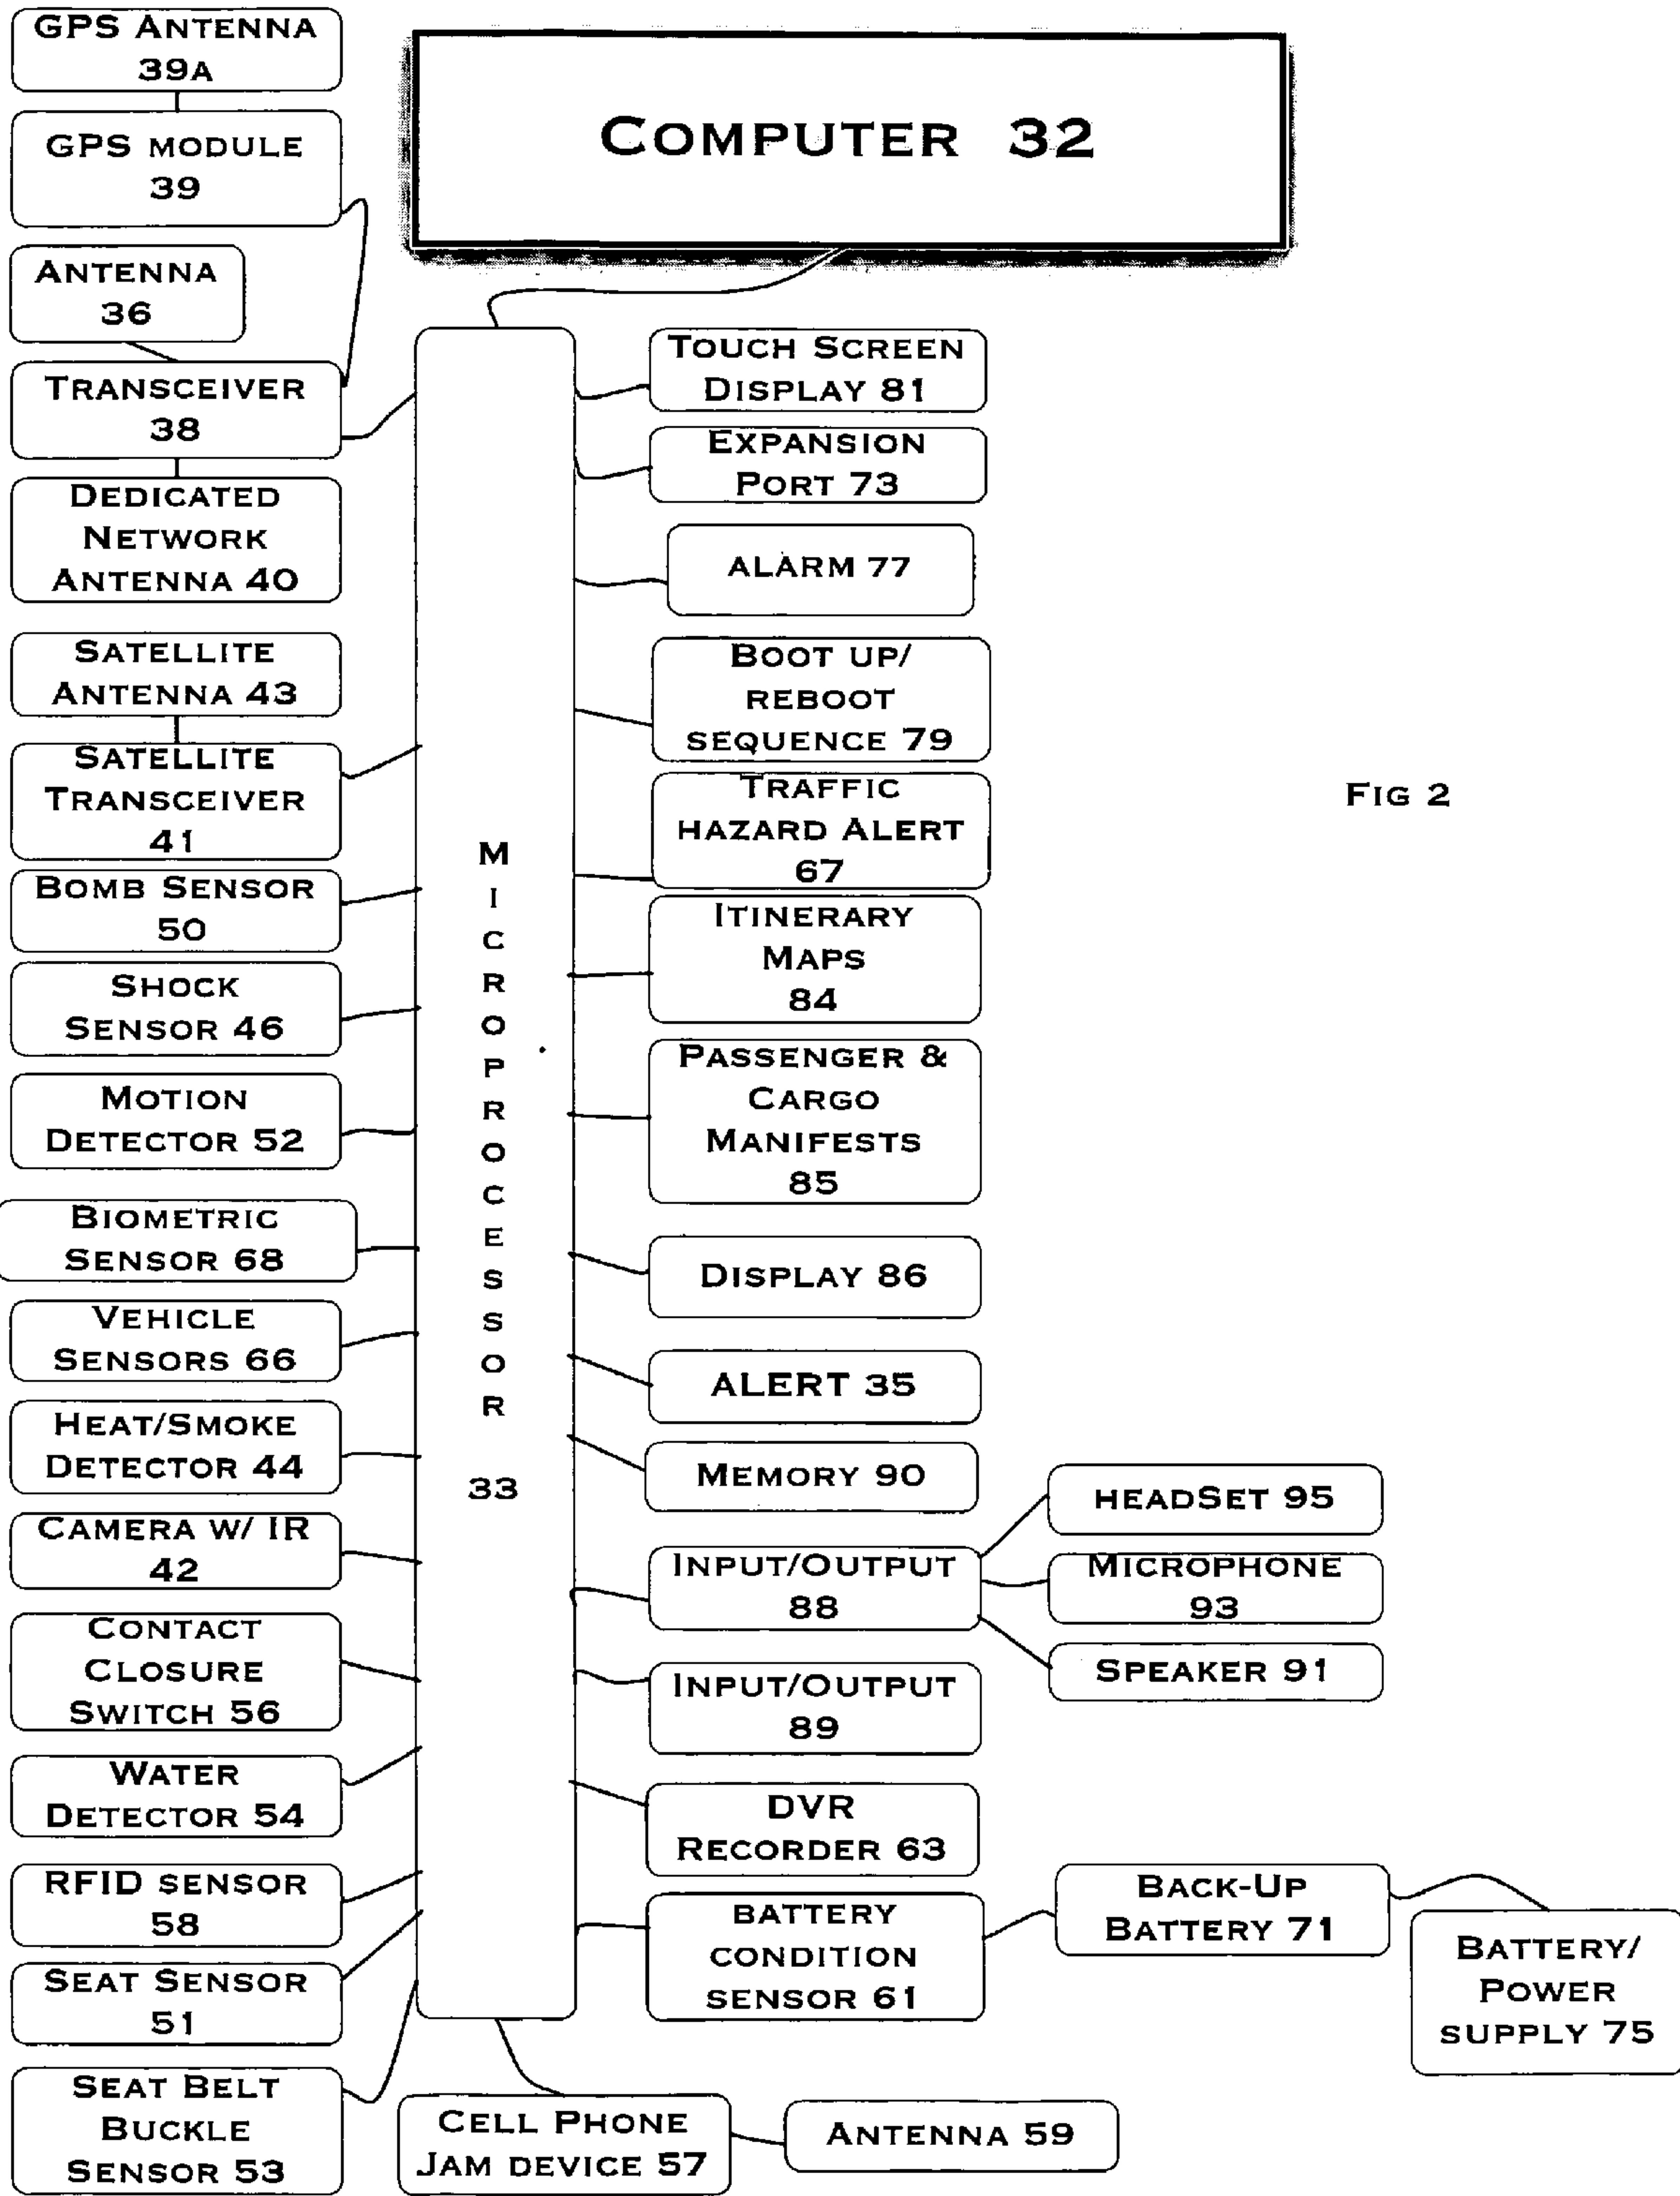 GPS ANTENNA
39A
GPS MODULE
39
ANTENNA
36
TRANSCEIVER
38
DEDICATED
NETWORK
ANTENNA 40
SATELLITE
ANTENNA 43
SATELLITE
TRANSCEIVER
41
BOMB SENSOR
50
SHOCK
SENSOR 46
MOTION
DETECTOR 52
BIOMETRIC
SENSOR 68
VEHICLE
SENSORS 66
HEAT/SMOKE
DETECTOR 44
CAMERA W/ IR
42
CONTACT
CLOSURE
SWITCH 56
WATER
DETECTOR 54
RFID SENSOR
58
SEAT SENSOR
51
SEAT BELT
BUCKLE
SENSOR 53
COMPUTER 32
MICROPROCESSOR
33
TOUCH SCREEN
DISPLAY 81
EXPANSION
PORT 73
ALARM 77
BOOT UP/
REBOOT
SEQUENCE 79
TRAFFIC
HAZARD ALERT
67
ITINERARY
MAPS
84
PASSENGER &
CARGO
MANIFESTS
85
DISPLAY 86
ALERT 35
MEMORY 90
INPUT/OUTPUT
88
HEADSET 95
MICROPHONE
93
SPEAKER 91
INPUT/OUTPUT
89
DVR
RECORDER 63
BATTERY
CONDITION
SENSOR 61
BACK-UP
BATTERY 71
BATTERY/
POWER
SUPPLY 75
CELL PHONE
JAM DEVICE 57
ANTENNA 59
FIG 2